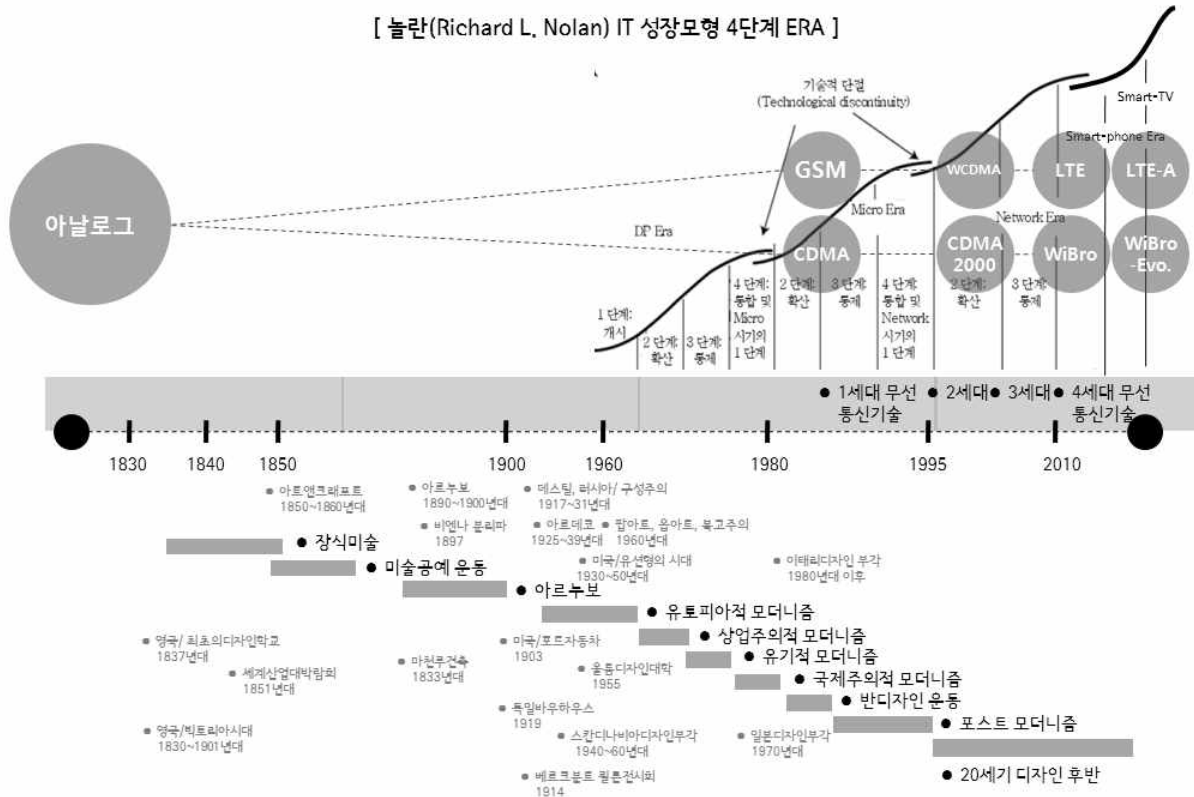 [ 놀란(Richard L. Nolan) IT 성장모형 4단계 ERA ]
기술적 단절
(Technological discontinuity)
Smart-TV
Smart-phone Era
GSM
WCDMA
LTE
LTE-A
아날로그
Micro Era
Network Era
DP Era
CDMA
CDMA
2000
WiBro
WiBro
-Evo.
1 단계:
개시
2 단계:
확산
3 단계:
통제
4 단계:
통합 및
Micro
시기의
1 단계
2 단계:
확산
3 단계:
통제
4 단계:
통합 및
Network
시기의
1 단계
2 단계:
확산
3 단계:
통제
● 1세대 무선
통신기술
● 2세대
● 3세대
● 4세대 무선
통신기술
1830
1840
1850
1900
1960
1980
1995
2010
● 아트앤크래포트
1850~1860년대
● 아르누보
1890~1900년대
● 데스틸, 러시아/ 구성주의
1917~31년대
● 비엔나 분리파
1897
● 아르데코
1925~39년대
● 팝아트, 옵아트, 복고주의
1960년대
● 장식미술
● 미국/유선형의 시대
1930~50년대
● 이태리디자인 부각
1980년대 이후
● 미술공예 운동
● 아르누보
● 유토피아적 모더니즘
● 영국/ 최초의디자인학교
1837년대
● 미국/포르자동차
1903
● 상업주의적 모더니즘
● 유기적 모더니즘
● 세계산업대박람회
1851년대
● 마천루건축
1833년대
● 울름디자인대학
1955
● 국제주의적 모더니즘
● 반디자인 운동
● 독일바우하우스
1919
● 포스트 모더니즘
● 영국/빅토리아시대
1830~1901년대
● 스칸디나비아디자인부각
1940~60년대
● 일본디자인부각
1970년대
● 베르크분트 퀼른전시회
1914
● 20세기 디자인 후반